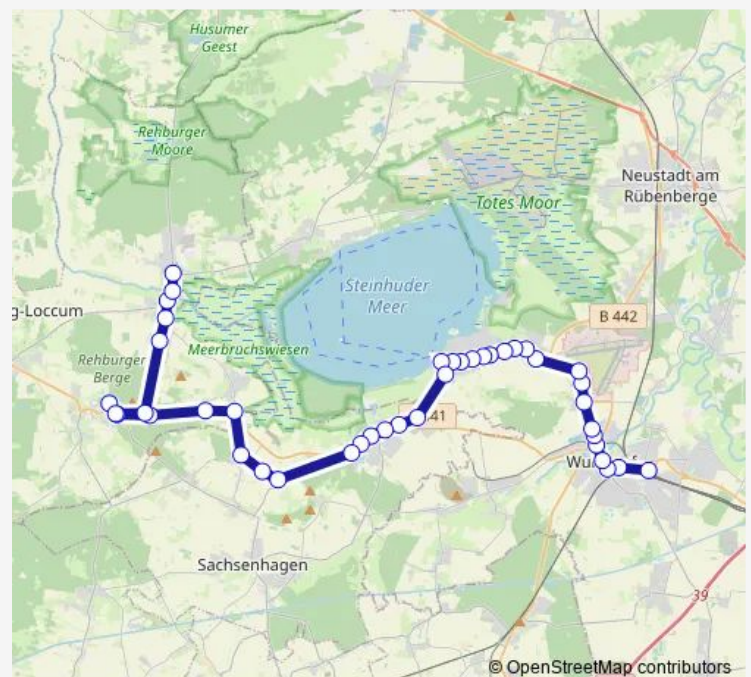 Husumer
Geest
Rehburger
Moore
Neustadt am
Rübenberge
Totes Moor
Steinhuder
Meer
g-Loccum
B 442
Meerbruchswiesen
Rehburger
Berge
41
Wun
f
Sachsenhagen
39
© OpenStreetMap contributors